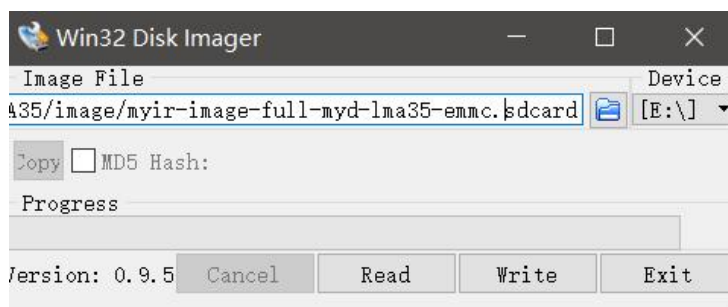 Win32 Disk Imager
Image File
Device
A35/image/myir-image-full-myd-lma35-emmc.sdcard
[E:\]
Copy
MD5 Hash:
Progress
Version: 0.9.5
Cancel
Read
Write
Exit